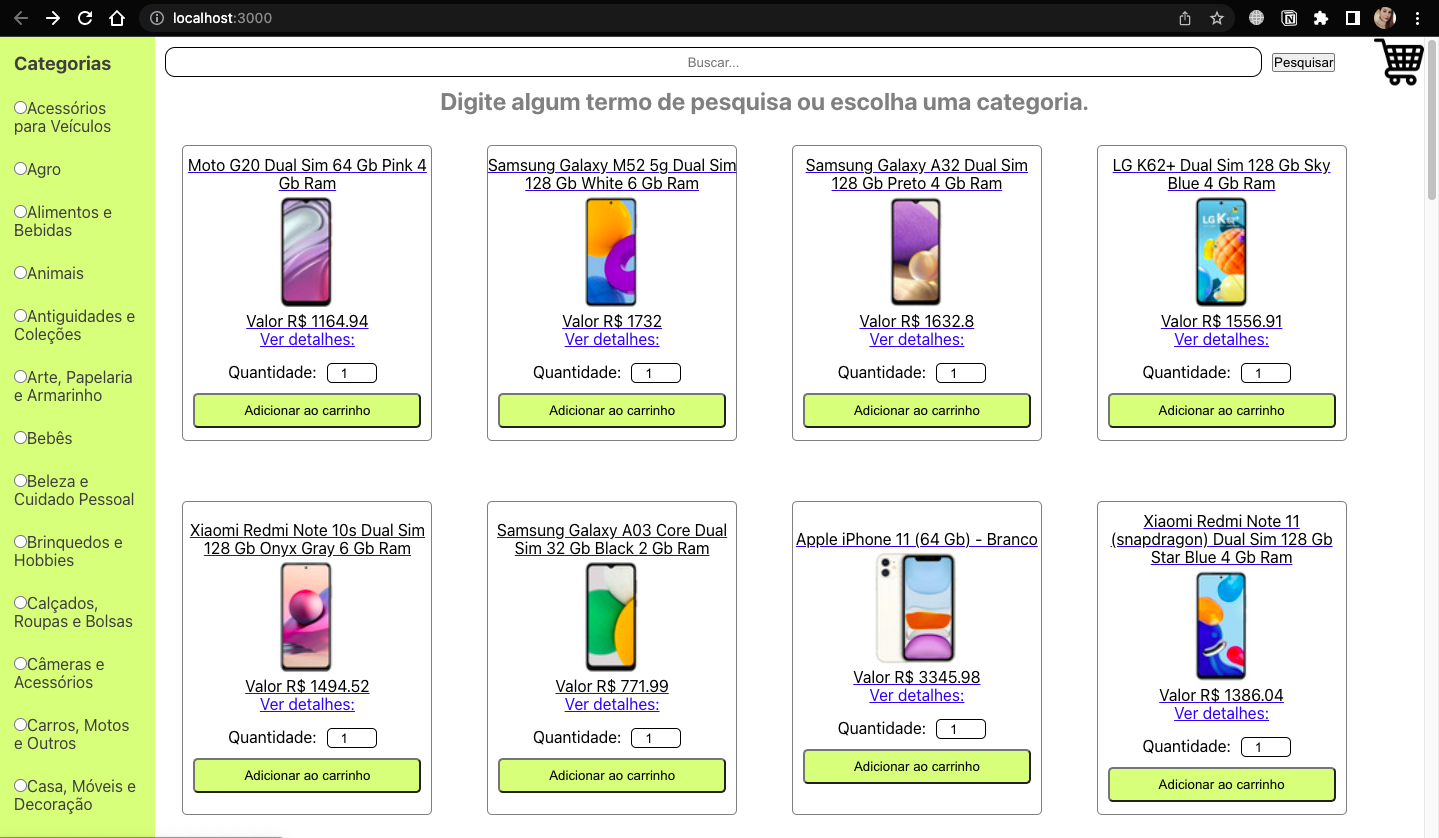 localhost:3000
Categorias
Acessórios
para Veículos
Agro
Alimentos e
Bebidas
Animais
Antiguidades e
Coleções
Arte, Papelaria
e Armarinho
Bebês
Beleza e
Cuidado Pessoal
Brinquedos e
Hobbies
Calçados,
Roupas e Bolsas
Câmeras e
Acessórios
Carros, Motos
e Outros
Casa, Móveis e
Decoração
Buscar...
Pesquisar
Digite algum termo de pesquisa ou escolha uma categoria.
Moto G20 Dual Sim 64 Gb Pink 4
Gb Ram
Valor R$ 1164.94
Ver detalhes:
Quantidade: 1
Adicionar ao carrinho
Samsung Galaxy M52 5g Dual Sim
128 Gb White 6 Gb Ram
Valor R$ 1732
Ver detalhes:
Quantidade: 1
Adicionar ao carrinho
Samsung Galaxy A32 Dual Sim
128 Gb Preto 4 Gb Ram
Valor R$ 1632.8
Ver detalhes:
Quantidade: 1
Adicionar ao carrinho
LG K62+ Dual Sim 128 Gb Sky
Blue 4 Gb Ram
LG K62+
Valor R$ 1556.91
Ver detalhes:
Quantidade: 1
Adicionar ao carrinho
Xiaomi Redmi Note 10s Dual Sim
128 Gb Onyx Gray 6 Gb Ram
Valor R$ 1494.52
Ver detalhes:
Quantidade: 1
Adicionar ao carrinho
Samsung Galaxy A03 Core Dual
Sim 32 Gb Black 2 Gb Ram
Valor R$ 771.99
Ver detalhes:
Quantidade: 1
Adicionar ao carrinho
Apple iPhone 11 (64 Gb) - Branco
Valor R$ 3345.98
Ver detalhes:
Quantidade: 1
Adicionar ao carrinho
Xiaomi Redmi Note 11
(snapdragon) Dual Sim 128 Gb
Star Blue 4 Gb Ram
Valor R$ 1386.04
Ver detalhes:
Quantidade: 1
Adicionar ao carrinho